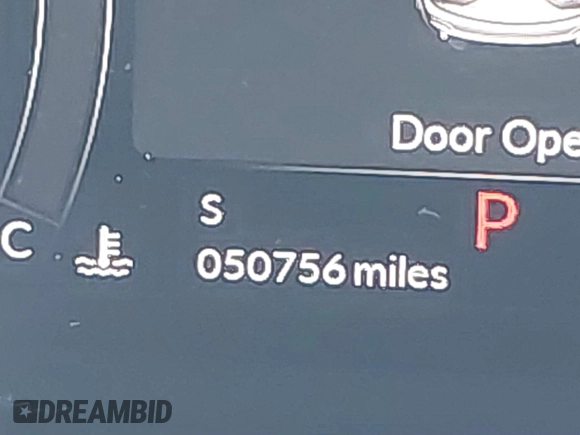 Door Ope
S
P
C
050756 miles
DREAMBID